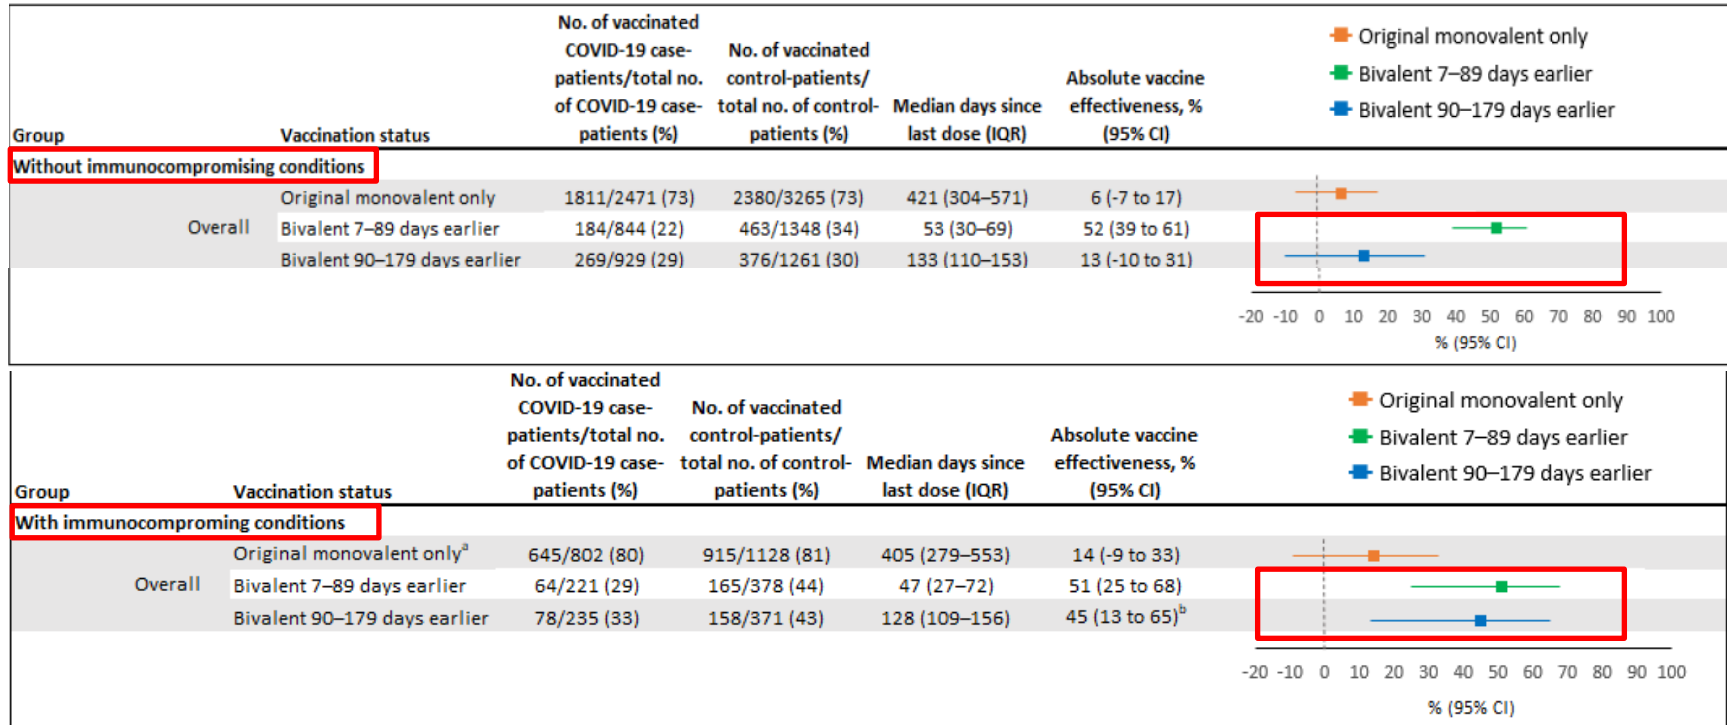 No. of vaccinated
COVID-19 case-
patients/total no.
of COVID-19 case-
patients (%)
No. of vaccinated
control-patients/
total no. of control-
patients (%)
Median days since
last dose (IQR)
Absolute vaccine
effectiveness, %
(95% CI)
Original monovalent only
Bivalent 7–89 days earlier
Bivalent 90–179 days earlier
Group Vaccination status
Without immunocompromising conditions
Original monovalent only 1811/2471 (73) 2380/3265 (73) 421 (304–571) 6 (-7 to 17)
Overall Bivalent 7–89 days earlier 184/844 (22) 463/1348 (34) 53 (30–69) 52 (39 to 61)
Bivalent 90–179 days earlier 269/929 (29) 376/1261 (30) 133 (110–153) 13 (-10 to 31)
-20 -10 0 10 20 30 40 50 60 70 80 90 100
% (95% CI)
No. of vaccinated
COVID-19 case-
patients/total no.
of COVID-19 case-
patients (%)
No. of vaccinated
control-patients/
total no. of control-
patients (%)
Median days since
last dose (IQR)
Absolute vaccine
effectiveness, %
(95% CI)
Original monovalent only
Bivalent 7–89 days earlier
Bivalent 90–179 days earlier
Group Vaccination status
With immunocomproming conditions
Original monovalent onlyᵃ 645/802 (80) 915/1128 (81) 405 (279–553) 14 (-9 to 33)
Overall Bivalent 7–89 days earlier 64/221 (29) 165/378 (44) 47 (27–72) 51 (25 to 68)
Bivalent 90–179 days earlier 78/235 (33) 158/371 (43) 128 (109–156) 45 (13 to 65)ᵇ
-20 -10 0 10 20 30 40 50 60 70 80 90 100
% (95% CI)